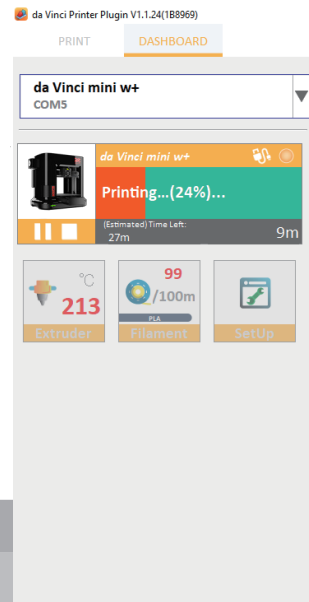 da Vinci Printer Plugin V1.1.24(1B8969)
PRINT DASHBOARD
da Vinci mini w+
COM5
da Vinci mini w+
Printing...(24%)...
(Estimated) Time Left:
27m 9m
℃
213
Extruder
99
/100m
PLA
Filament
SetUp